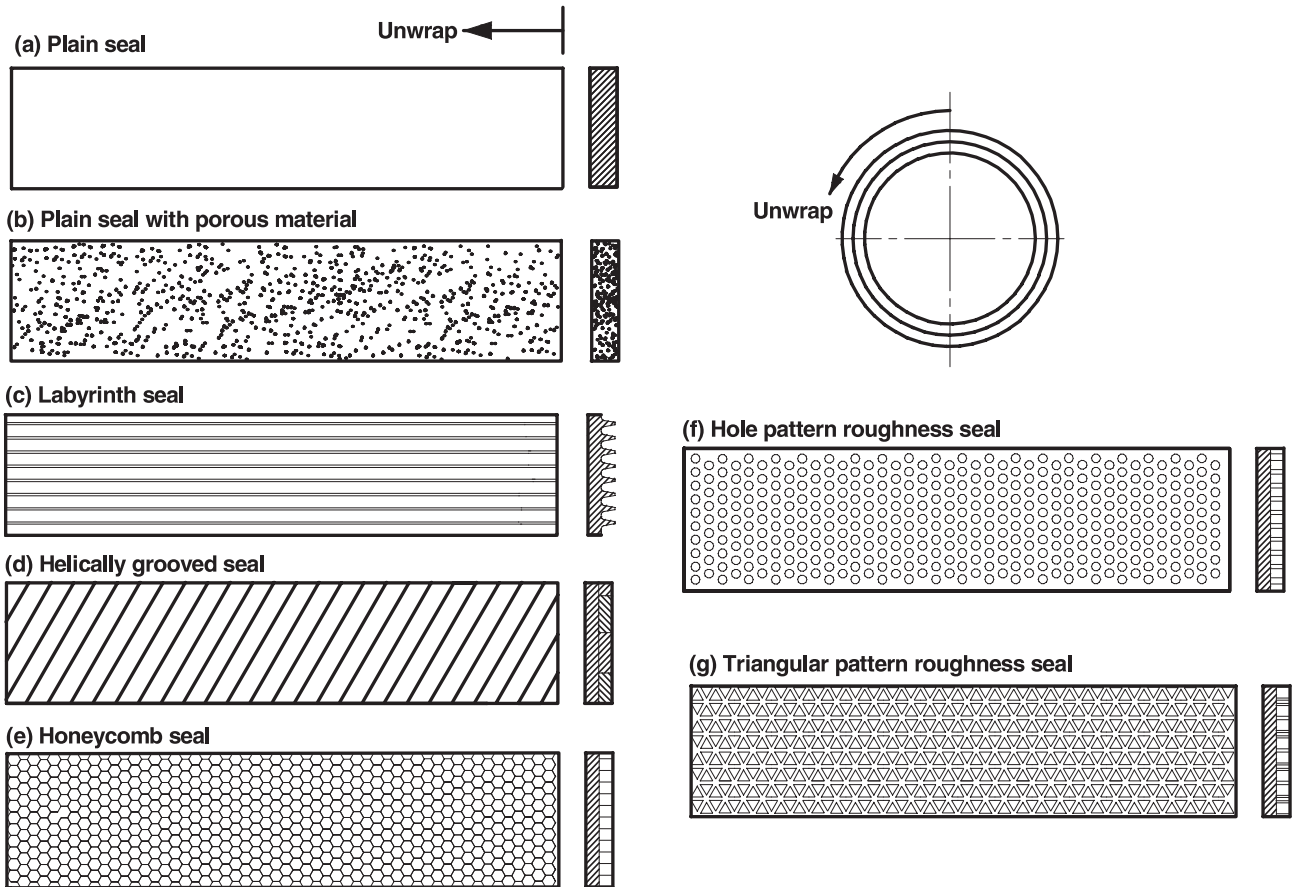 Unwrap
(a) Plain seal
(b) Plain seal with porous material
(c) Labyrinth seal
(d) Helically grooved seal
(e) Honeycomb seal
Unwrap
(f) Hole pattern roughness seal
(g) Triangular pattern roughness seal